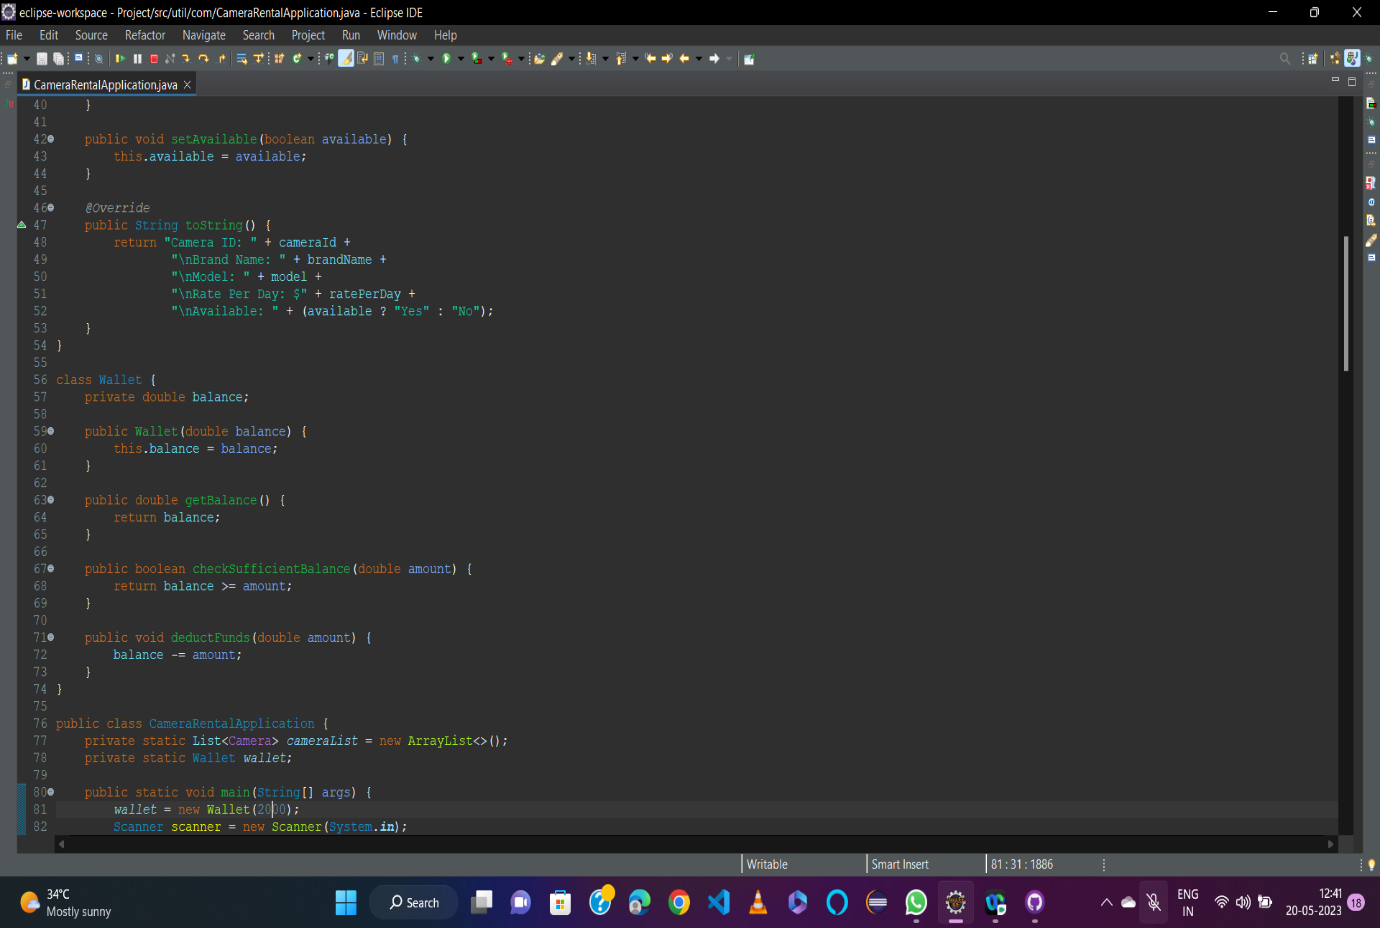 eclipse-workspace - Project/src/util/com/CameraRentalApplication.java - Eclipse IDE
File Edit Source Refactor Navigate Search Project Run Window Help
CameraRentalApplication.java
40 }
41
42 public void setAvailable(boolean available) {
43 this.available = available;
44 }
45
46 @Override
47 public String toString() {
48 return "Camera ID: " + cameraId +
49 "\nBrand Name: " + brandName +
50 "\nModel: " + model +
51 "\nRate Per Day: $" + ratePerDay +
52 "\nAvailable: " + (available ? "Yes" : "No");
53 }
54 }
55
56 class Wallet {
57 private double balance;
58
59 public Wallet(double balance) {
60 this.balance = balance;
61 }
62
63 public double getBalance() {
64 return balance;
65 }
66
67 public boolean checkSufficientBalance(double amount) {
68 return balance >= amount;
69 }
70
71 public void deductFunds(double amount) {
72 balance -= amount;
73 }
74 }
75
76 public class CameraRentalApplication {
77 private static List<Camera> cameraList = new ArrayList<>();
78 private static Wallet wallet;
79
80 public static void main(String[] args) {
81 wallet = new Wallet(2000);
82 Scanner scanner = new Scanner(System.in);
Writable Smart Insert 81 : 31 : 1886
34°C
Mostly sunny
Search
ENG
IN
12:41
20-05-2023
18